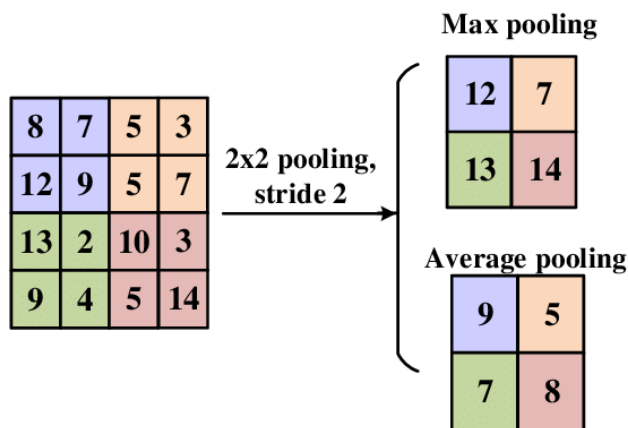 Max pooling
12 7
13 14
8 7 5 3
12 9 5 7
13 2 10 3
9 4 5 14
2x2 pooling,
stride 2
Average pooling
9 5
7 8